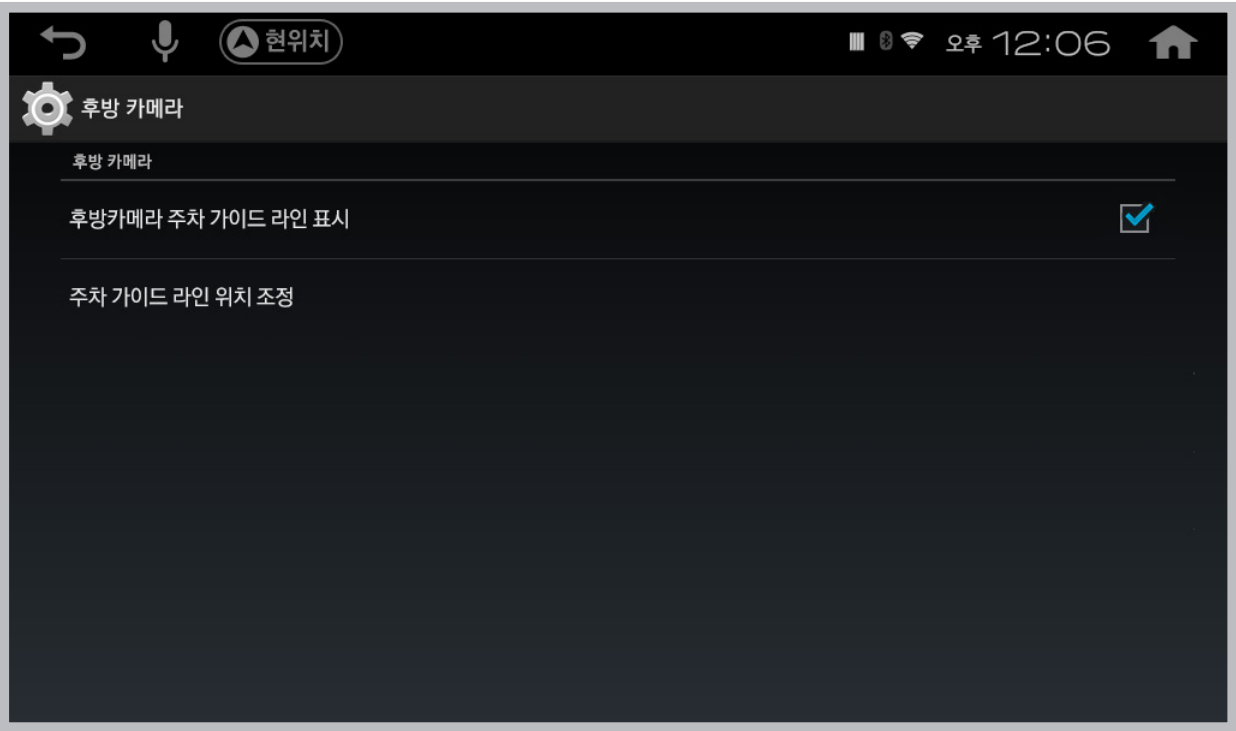 현위치
오후 12:06
후방 카메라
후방 카메라
후방카메라 주차 가이드 라인 표시
주차 가이드 라인 위치 조정